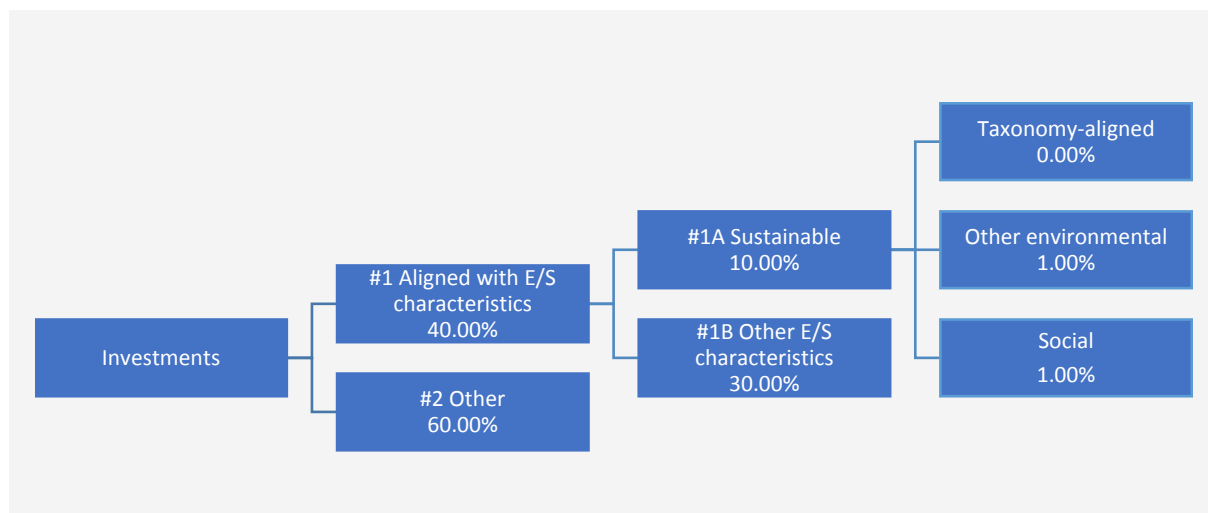 Investments
#1 Aligned with E/S
characteristics
40.00%
#2 Other
60.00%
#1A Sustainable
10.00%
#1B Other E/S
characteristics
30.00%
Taxonomy-aligned
0.00%
Other environmental
1.00%
Social
1.00%